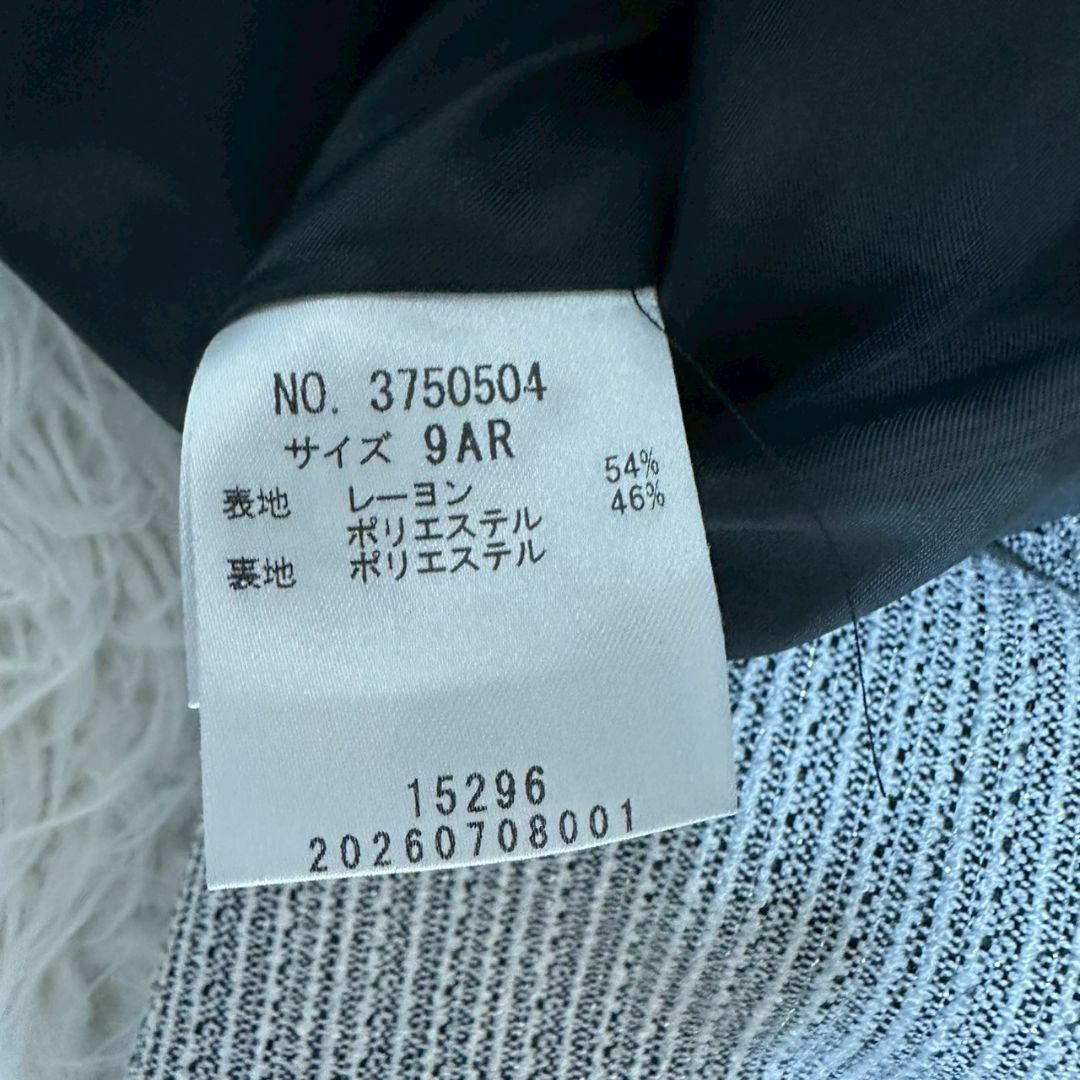 NO. 3750504
サイズ 9AR
表地 レーヨン 54%
ポリエステル 46%
裏地 ポリエステル
15296
20260708001